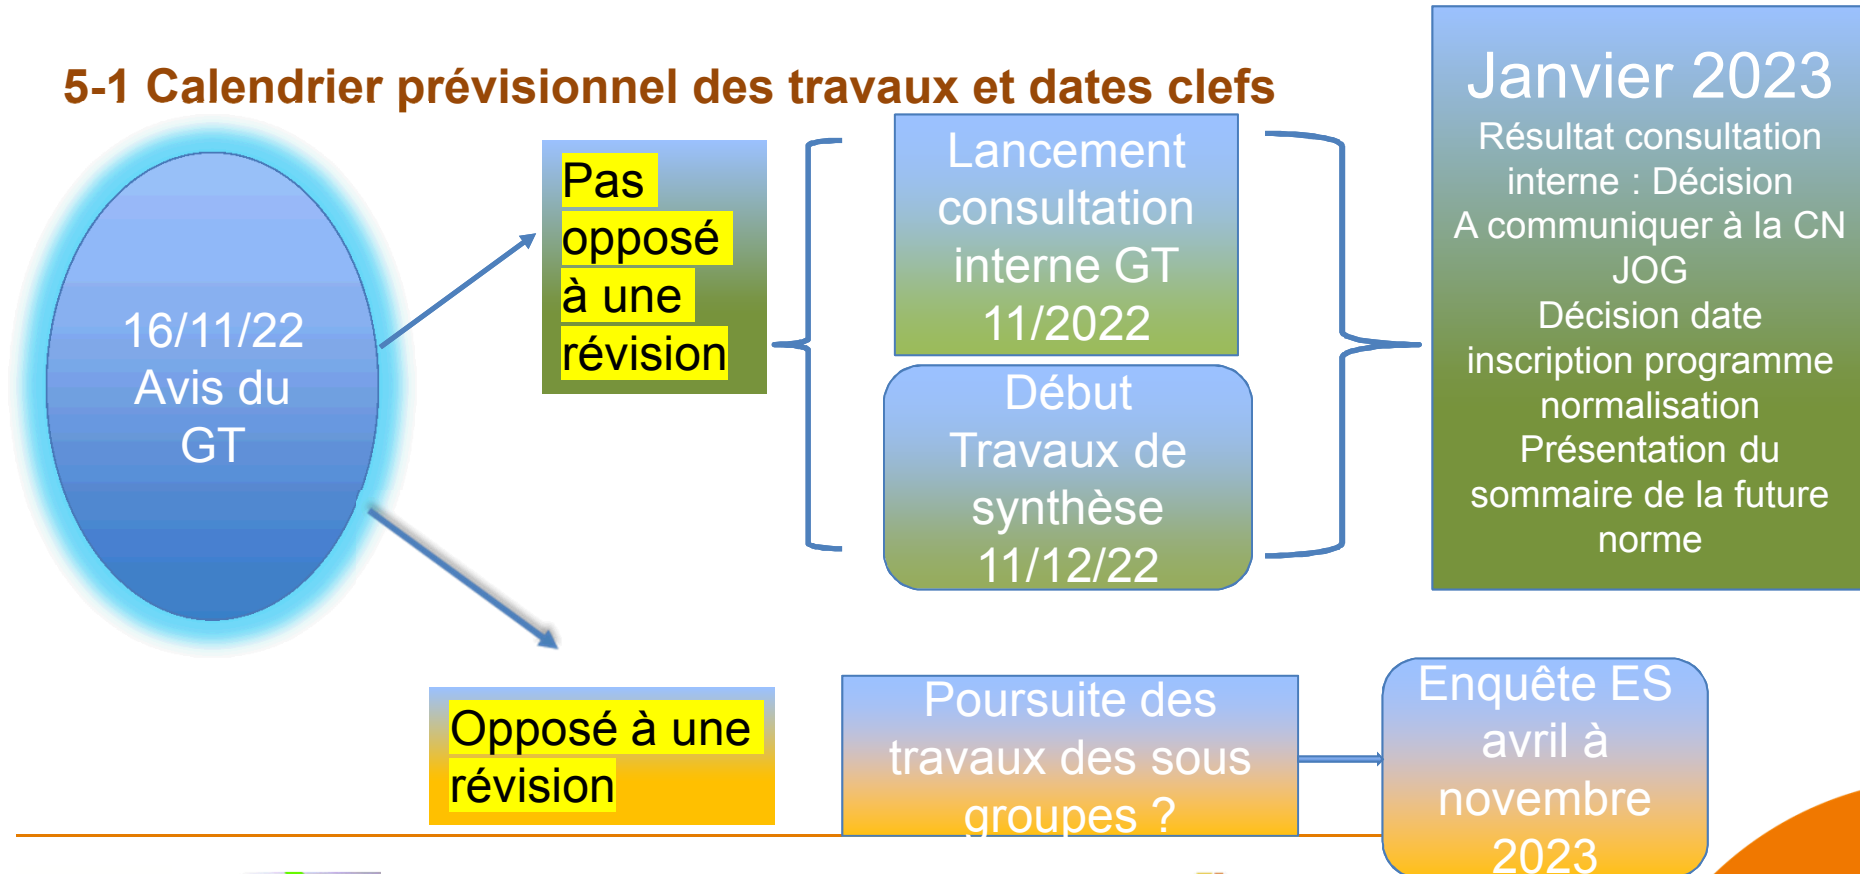 5-1 Calendrier prévisionnel des travaux et dates clefs
16/11/22
Avis du
GT
Pas
opposé
à une
révision
Lancement
consultation
interne GT
11/2022
Début
Travaux de
synthèse
11/12/22
Janvier 2023
Résultat consultation
interne : Décision
A communiquer à la CN
JOG
Décision date
inscription programme
normalisation
Présentation du
sommaire de la future
norme
Opposé à une
révision
Poursuite des
travaux des sous
groupes ?
Enquête ES
avril à
novembre
2023